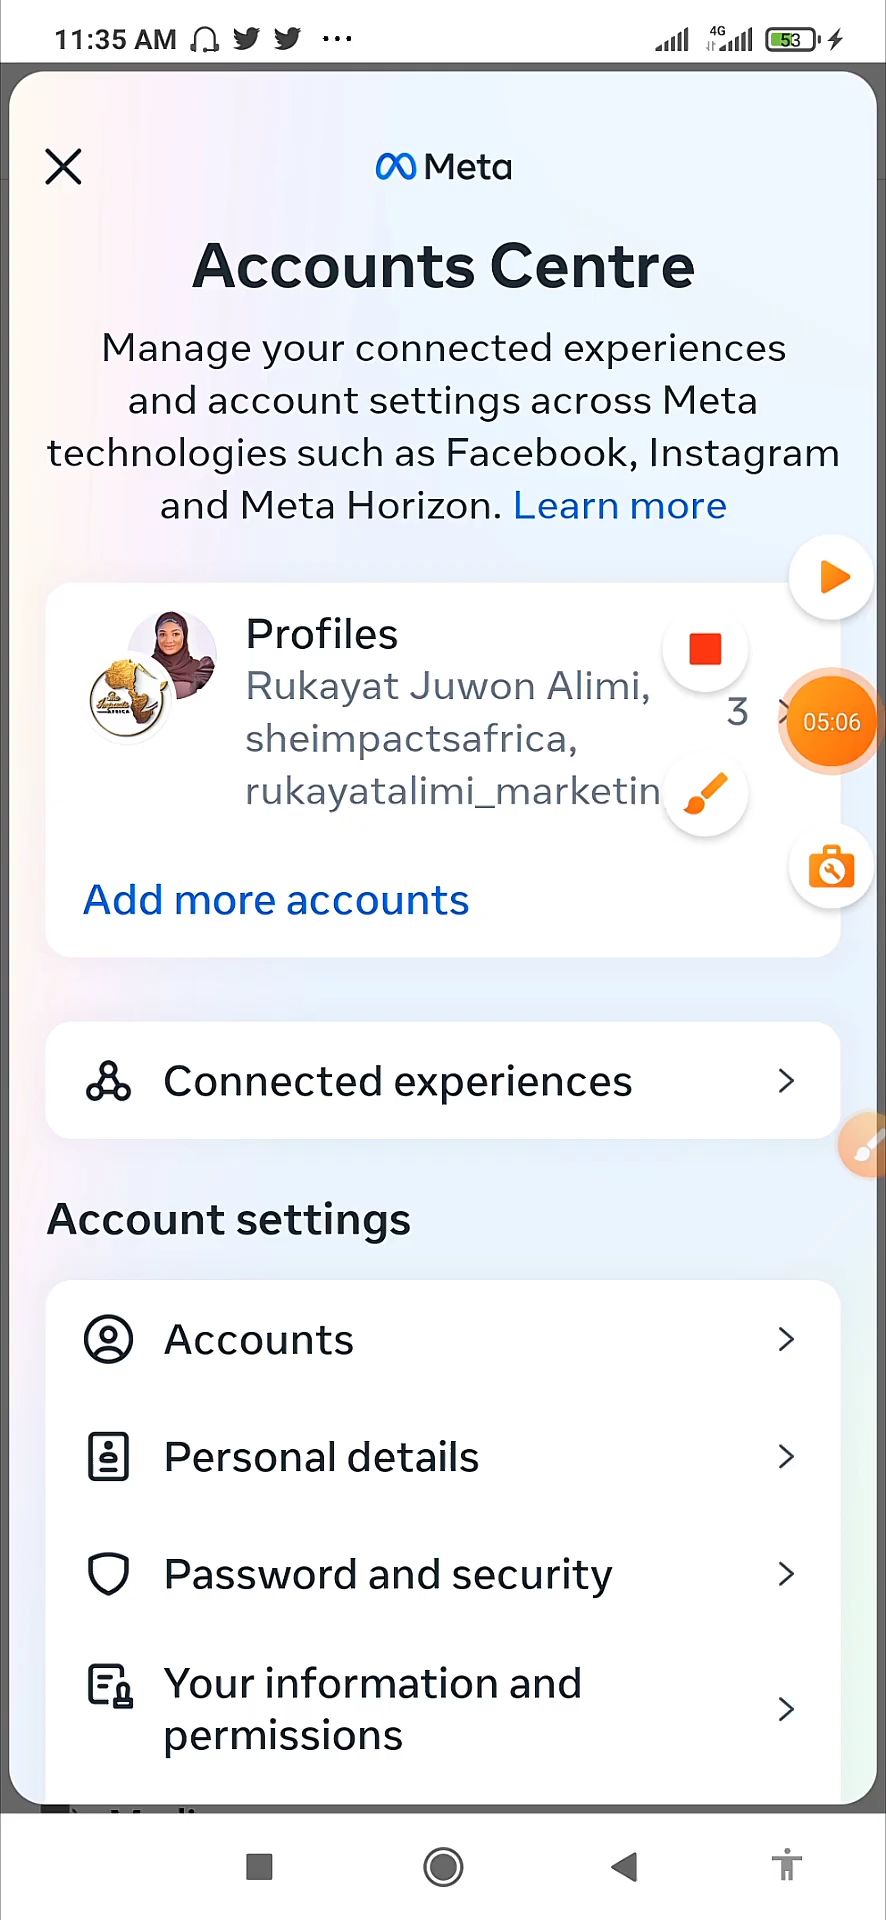 11:35 AM
4G
53
Meta
Accounts Centre
Manage your connected experiences
and account settings across Meta
technologies such as Facebook, Instagram
and Meta Horizon. Learn more
Profiles
Rukayat Juwon Alimi,
sheimpactsafrica,
rukayatalimi_marketin
3
05:06
Add more accounts
Connected experiences
Account settings
Accounts
Personal details
Password and security
Your information and
permissions